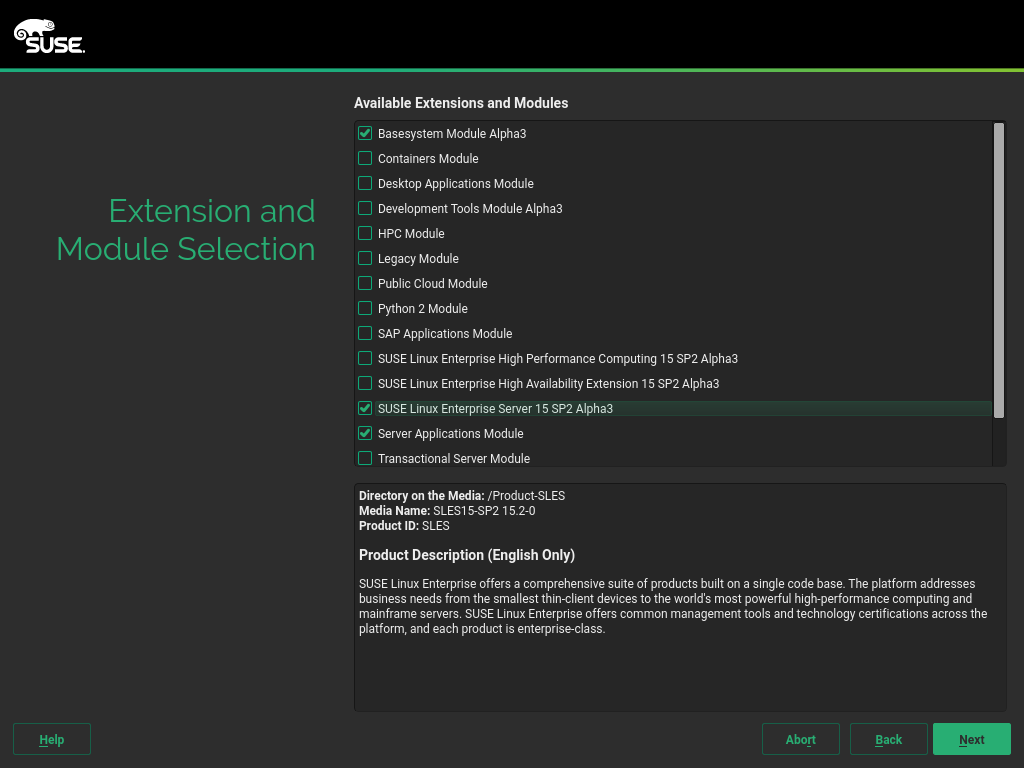 SUSE.
Available Extensions and Modules
Extension and
Module Selection
Basesystem Module Alpha3
Containers Module
Desktop Applications Module
Development Tools Module Alpha3
HPC Module
Legacy Module
Public Cloud Module
Python 2 Module
SAP Applications Module
SUSE Linux Enterprise High Performance Computing 15 SP2 Alpha3
SUSE Linux Enterprise High Availability Extension 15 SP2 Alpha3
SUSE Linux Enterprise Server 15 SP2 Alpha3
Server Applications Module
Transactional Server Module
Directory on the Media: /Product-SLES
Media Name: SLES15-SP2 15.2-0
Product ID: SLES
Product Description (English Only)
SUSE Linux Enterprise offers a comprehensive suite of products built on a single code base. The platform addresses
business needs from the smallest thin-client devices to the world's most powerful high-performance computing and
mainframe servers. SUSE Linux Enterprise offers common management tools and technology certifications across the
platform, and each product is enterprise-class.
Help
Abort
Back
Next